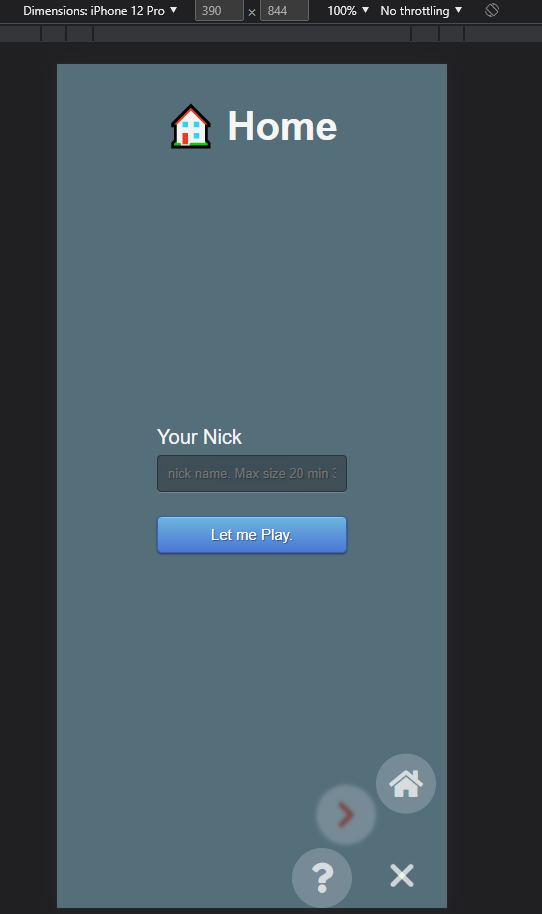 Dimensions: iPhone 12 Pro ▼ 390 × 844 100% ▼ No throttling ▼
Home
Your Nick
nick name. Max size 20 min 3
Let me Play.
?